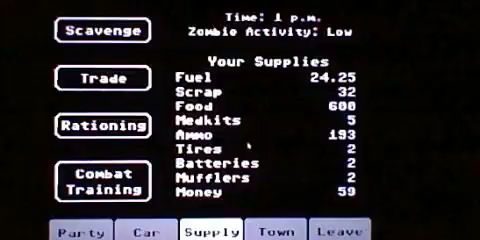 Time: 1 p.m.
Zombie Activity: Low
Scavenge
Trade
Rationing
Combat
Training
Your Supplies
Fuel 24.25
Scrap 32
Food 600
Medkits 5
Ammo 193
Tires 2
Batteries 2
Mufflers 2
Money 59
Party Car Supply Town Leave